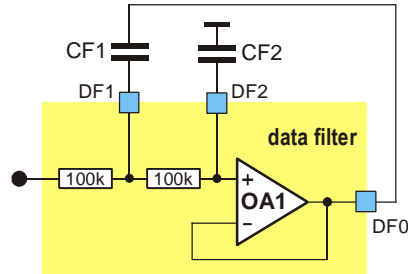 CF1
CF2
DF1
DF2
data filter
100k
100k
+
OA1
−
DF0